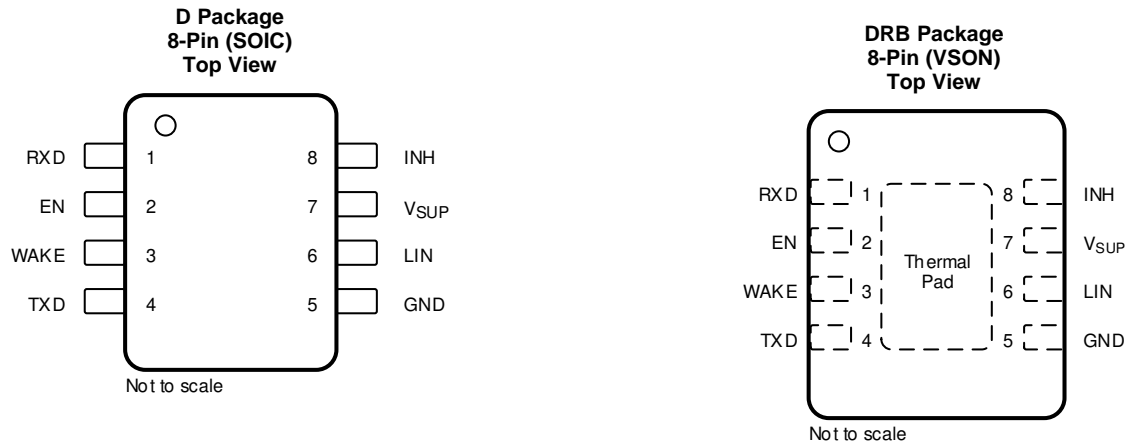 D Package
8-Pin (SOIC)
Top View
RXD 1 8 INH
EN 2 7 VSUP
WAKE 3 6 LIN
TXD 4 5 GND
Not to scale
DRB Package
8-Pin (VSON)
Top View
RXD 1 8 INH
EN 2 7 VSUP
Thermal
Pad
WAKE 3 6 LIN
TXD 4 5 GND
Not to scale